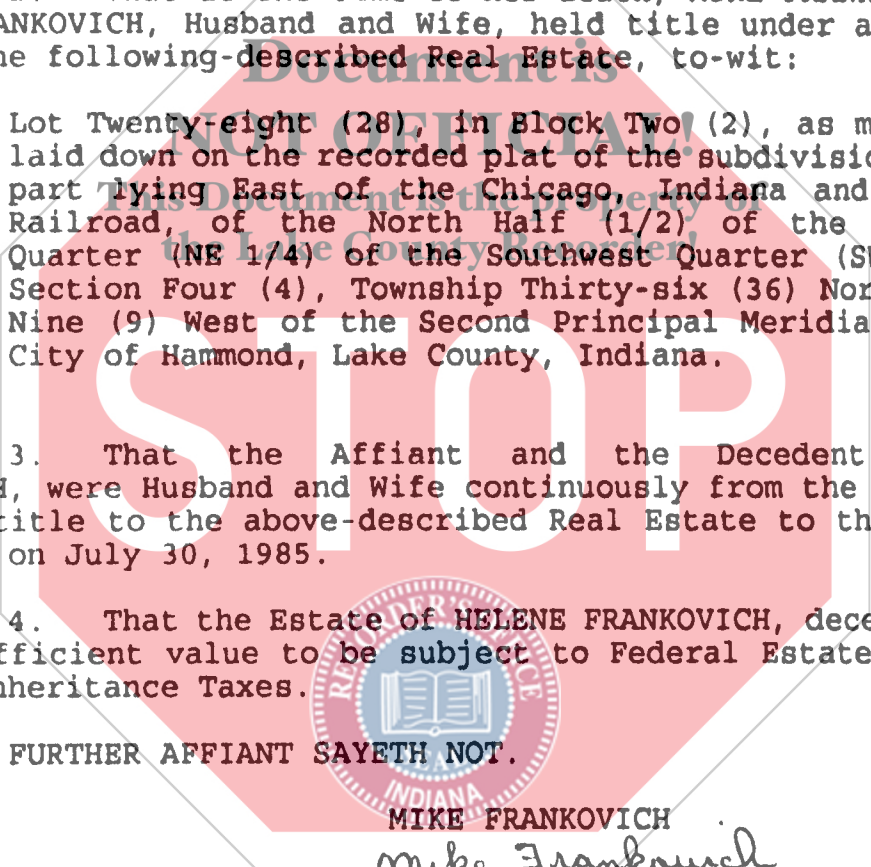 ANKOVICH, Husband and Wife, held title under a
ne following-described Real Estate, to-wit:
Document is
NOT OFFICIAL!
This Document is the property of
the Lake County Recorder!
Lot Twenty-eight (28), in Block Two (2), as m
laid down on the recorded plat of the subdivisio
part lying East of the Chicago, Indiana and
Railroad, of the North Half (1/2) of the
Quarter (NE 1/4) of the Southwest Quarter (SW
Section Four (4), Township Thirty-six (36) Nor
Nine (9) West of the Second Principal Meridia
City of Hammond, Lake County, Indiana.
STOP
3. That the Affiant and the Decedent
H, were Husband and Wife continuously from the
title to the above-described Real Estate to th
on July 30, 1985.
4. That the Estate of HELENE FRANKOVICH, dece
fficient value to be subject to Federal Estate
nheritance Taxes.
RECORDER'S OFFICE
SEAL
INDIANA
FURTHER AFFIANT SAYETH NOT.
MIKE FRANKOVICH
Mike Frankovich